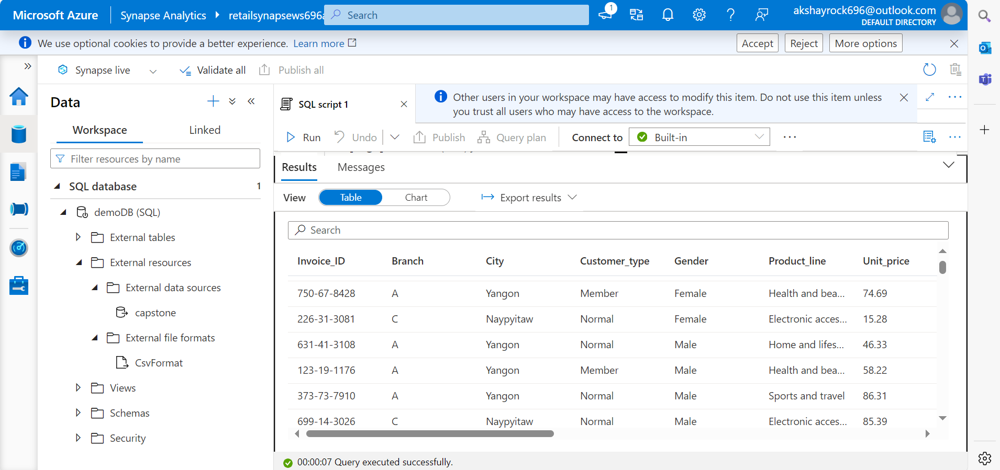 Microsoft Azure
Synapse Analytics
retailsynapsews696
Search
1
akshayrock696@outlook.com
DEFAULT DIRECTORY
We use optional cookies to provide a better experience. Learn more
Accept
Reject
More options
Synapse live
Validate all
Publish all
Data
Workspace
Linked
Filter resources by name
SQL database
1
demoDB (SQL)
External tables
External resources
External data sources
capstone
External file formats
CsvFormat
Views
Schemas
Security
SQL script 1
Other users in your workspace may have access to modify this item. Do not use this item unless
you trust all users who may have access to the workspace.
Run
Undo
Publish
Query plan
Connect to
Built-in
Results
Messages
View
Table
Chart
Export results
Search
Invoice_ID Branch City Customer_type Gender Product_line Unit_price
750-67-8428 A Yangon Member Female Health and bea... 74.69
226-31-3081 C Naypyitaw Normal Female Electronic acces... 15.28
631-41-3108 A Yangon Normal Male Home and lifes... 46.33
123-19-1176 A Yangon Member Male Health and bea... 58.22
373-73-7910 A Yangon Normal Male Sports and travel 86.31
699-14-3026 C Naypyitaw Normal Male Electronic acces... 85.39
00:00:07 Query executed successfully.